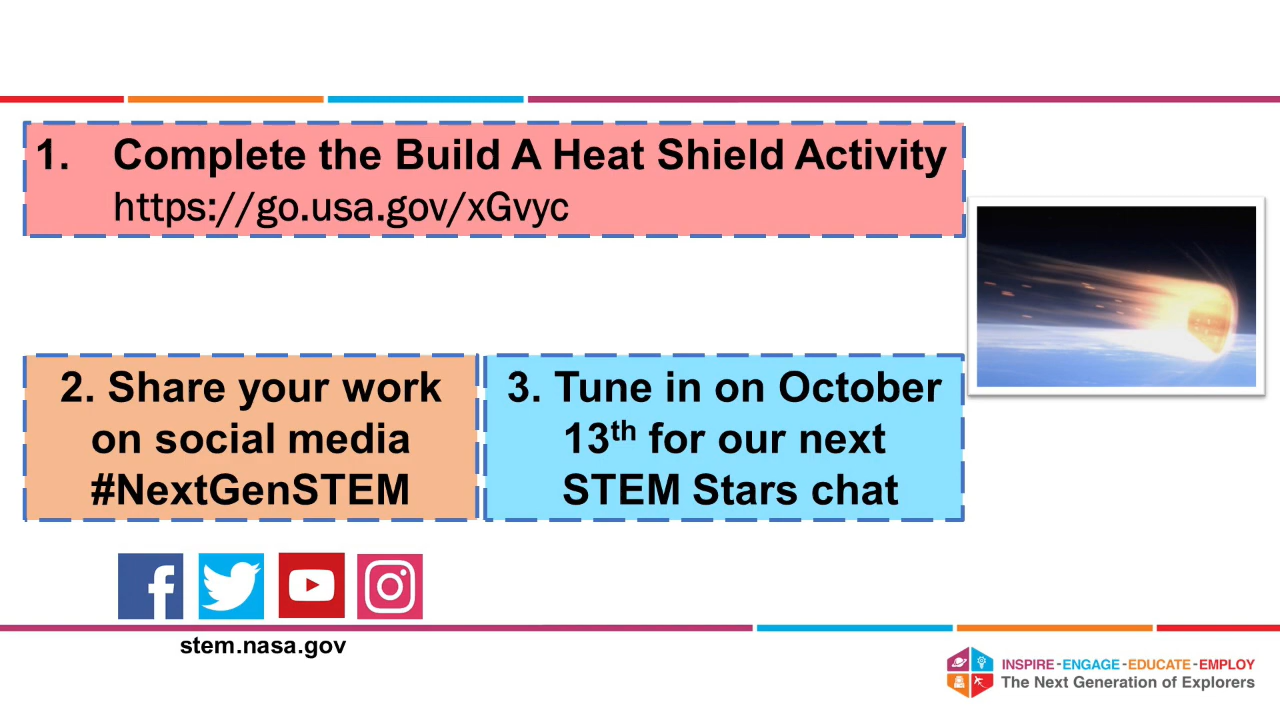 1. Complete the Build A Heat Shield Activity
https://go.usa.gov/xGvyc
2. Share your work
on social media
#NextGenSTEM
3. Tune in on October
13th for our next
STEM Stars chat
stem.nasa.gov
INSPIRE - ENGAGE - EDUCATE - EMPLOY
The Next Generation of Explorers